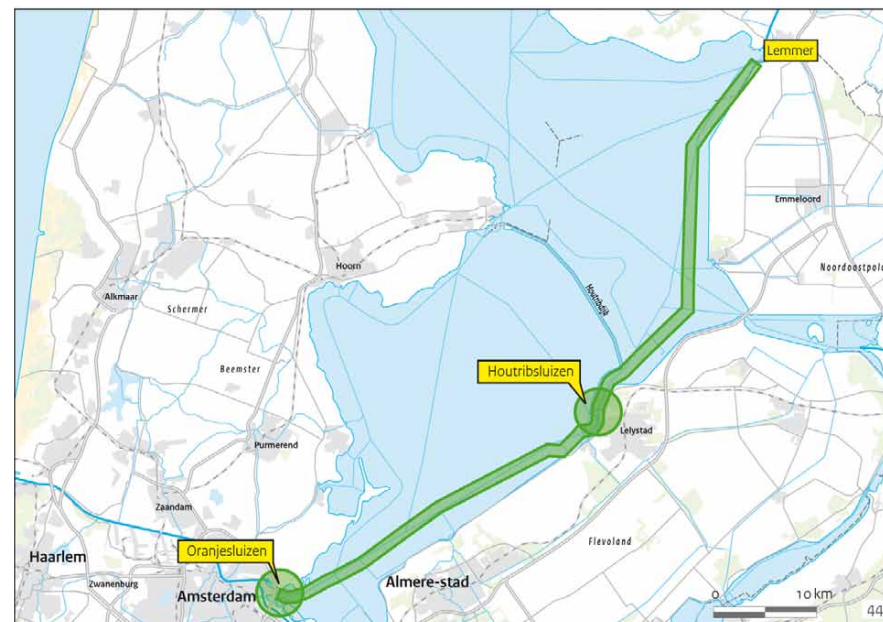 Lemmer
Emmeloord
Noordoostpol
Hoorn
Alkmaar
Schermer
Houtribdijk
Beemster
Houtribsluizen
Lelystad
Purmerend
Zaandam
Flevoland
Haarlem
Oranjesluizen
Zwanenburg
Almere-stad
Amsterdam
0 10 km
44